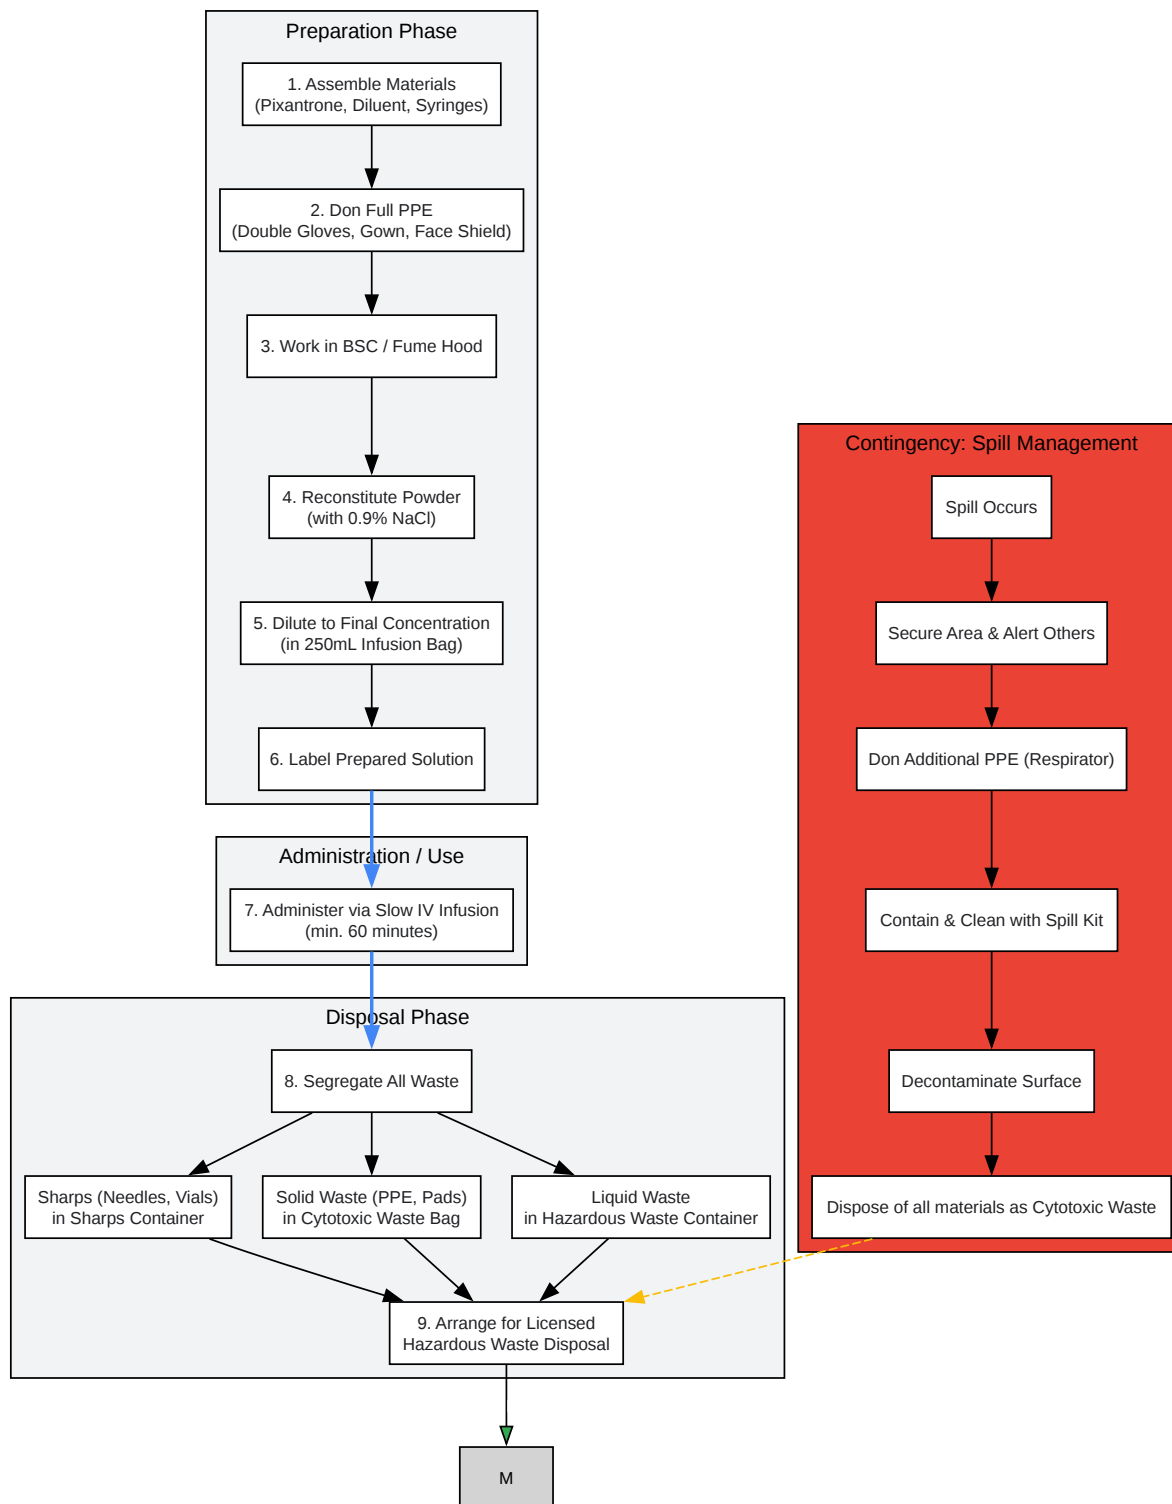 Preparation Phase
1. Assemble Materials
(Pixantrone, Diluent, Syringes)
2. Don Full PPE
(Double Gloves, Gown, Face Shield)
3. Work in BSC / Fume Hood
4. Reconstitute Powder
(with 0.9% NaCl)
5. Dilute to Final Concentration
(in 250mL Infusion Bag)
6. Label Prepared Solution
Administration / Use
7. Administer via Slow IV Infusion
(min. 60 minutes)
Disposal Phase
8. Segregate All Waste
Sharps (Needles, Vials)
in Sharps Container
Solid Waste (PPE, Pads)
in Cytotoxic Waste Bag
Liquid Waste
in Hazardous Waste Container
9. Arrange for Licensed
Hazardous Waste Disposal
M
Contingency: Spill Management
Spill Occurs
Secure Area & Alert Others
Don Additional PPE (Respirator)
Contain & Clean with Spill Kit
Decontaminate Surface
Dispose of all materials as Cytotoxic Waste